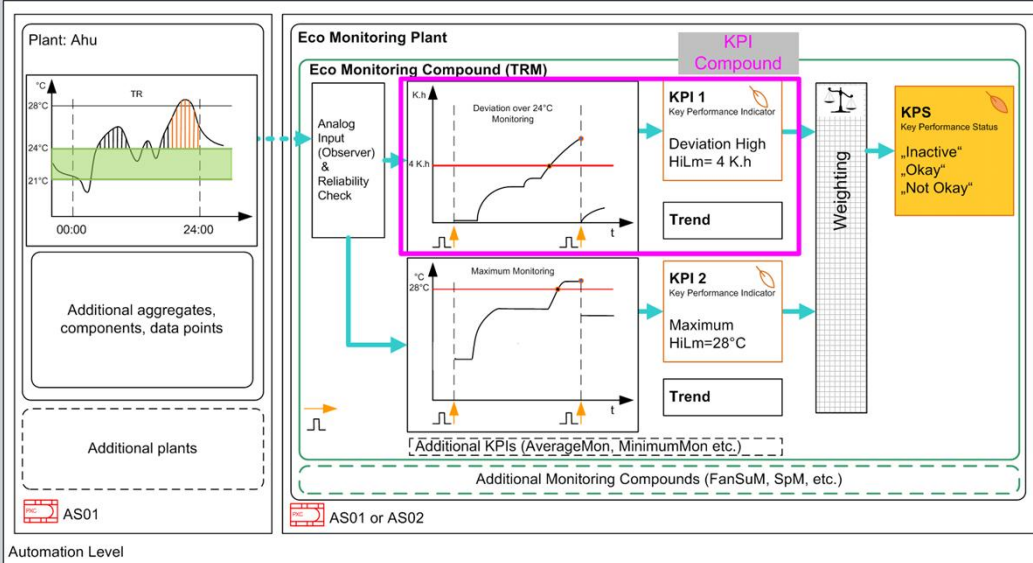 Plant: Ahu
°C
TR
28°C
24°C
21°C
00:00
24:00
Additional aggregates,
components, data points
Additional plants
PXC
AS01
Automation Level
Eco Monitoring Plant
KPI
Compound
Eco Monitoring Compound (TRM)
Analog
Input
(Observer)
&
Reliability
Check
K.h
Deviation over 24°C
Monitoring
4 K.h
t
KPI 1
Key Performance Indicator
Deviation High
HiLm= 4 K.h
Trend
°C
28°C
Maximum Monitoring
t
KPI 2
Key Performance Indicator
Maximum
HiLm=28°C
Trend
Weighting
KPS
Key Performance Status
„Inactive“
„Okay“
„Not Okay“
Additional KPIs (AverageMon, MinimumMon etc.)
Additional Monitoring Compounds (FanSuM, SpM, etc.)
PXC
AS01 or AS02